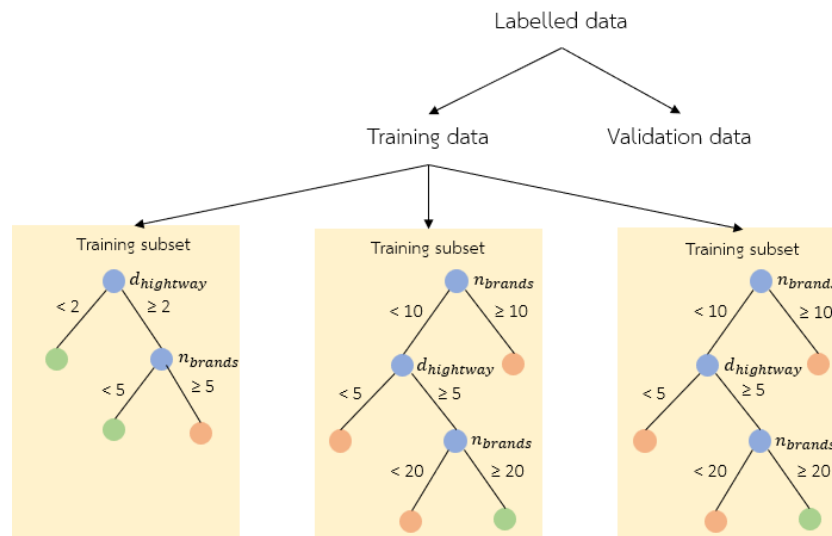 Labelled data
Training data
Validation data
Training subset
d_hightway
< 2
≥ 2
n_brands
< 5
≥ 5
Training subset
n_brands
< 10
≥ 10
d_hightway
< 5
≥ 5
n_brands
< 20
≥ 20
Training subset
n_brands
< 10
≥ 10
d_hightway
< 5
≥ 5
n_brands
< 20
≥ 20